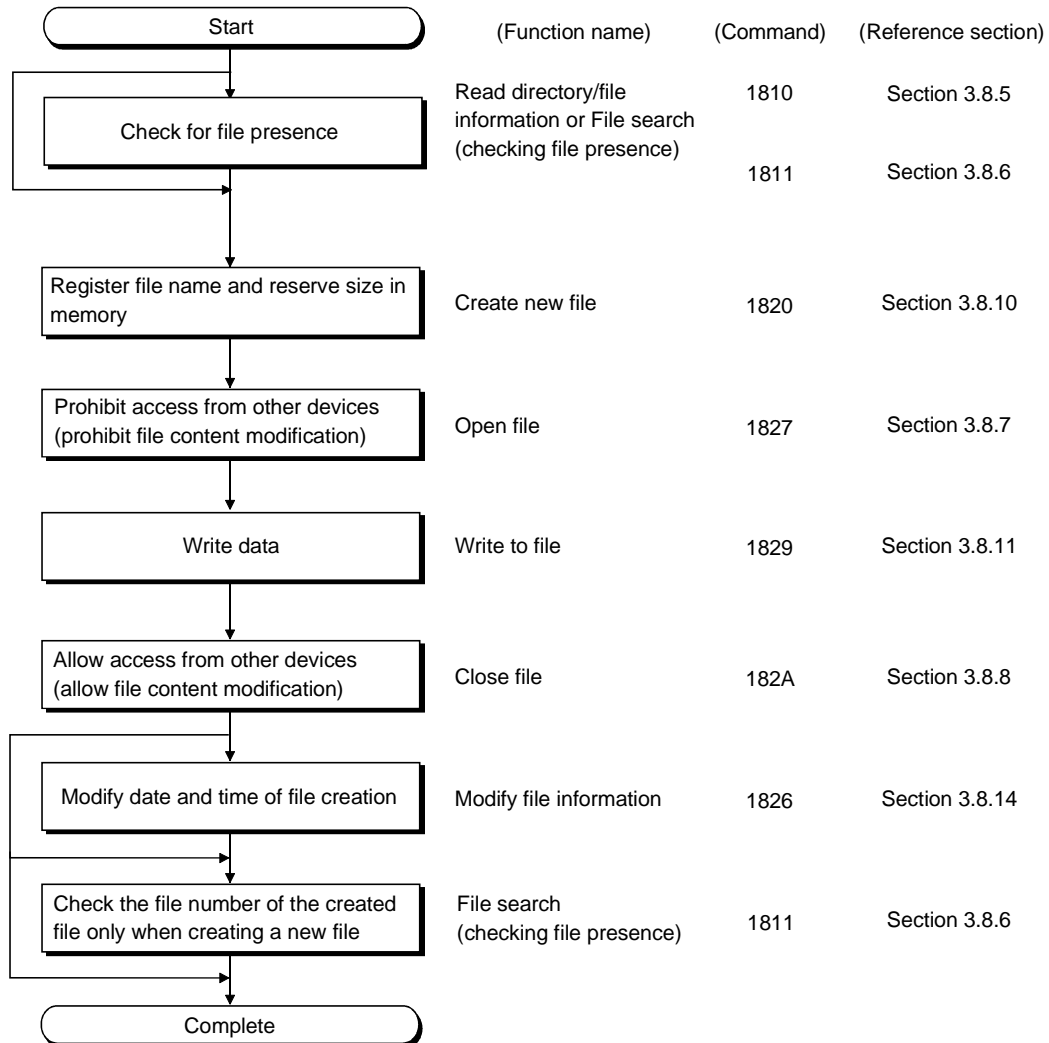 Start
(Function name)
(Command)
(Reference section)
Check for file presence
Read directory/file
information or File search
(checking file presence)
1810
Section 3.8.5
1811
Section 3.8.6
Register file name and reserve size in
memory
Create new file
1820
Section 3.8.10
Prohibit access from other devices
(prohibit file content modification)
Open file
1827
Section 3.8.7
Write data
Write to file
1829
Section 3.8.11
Allow access from other devices
(allow file content modification)
Close file
182A
Section 3.8.8
Modify date and time of file creation
Modify file information
1826
Section 3.8.14
Check the file number of the created
file only when creating a new file
File search
(checking file presence)
1811
Section 3.8.6
Complete